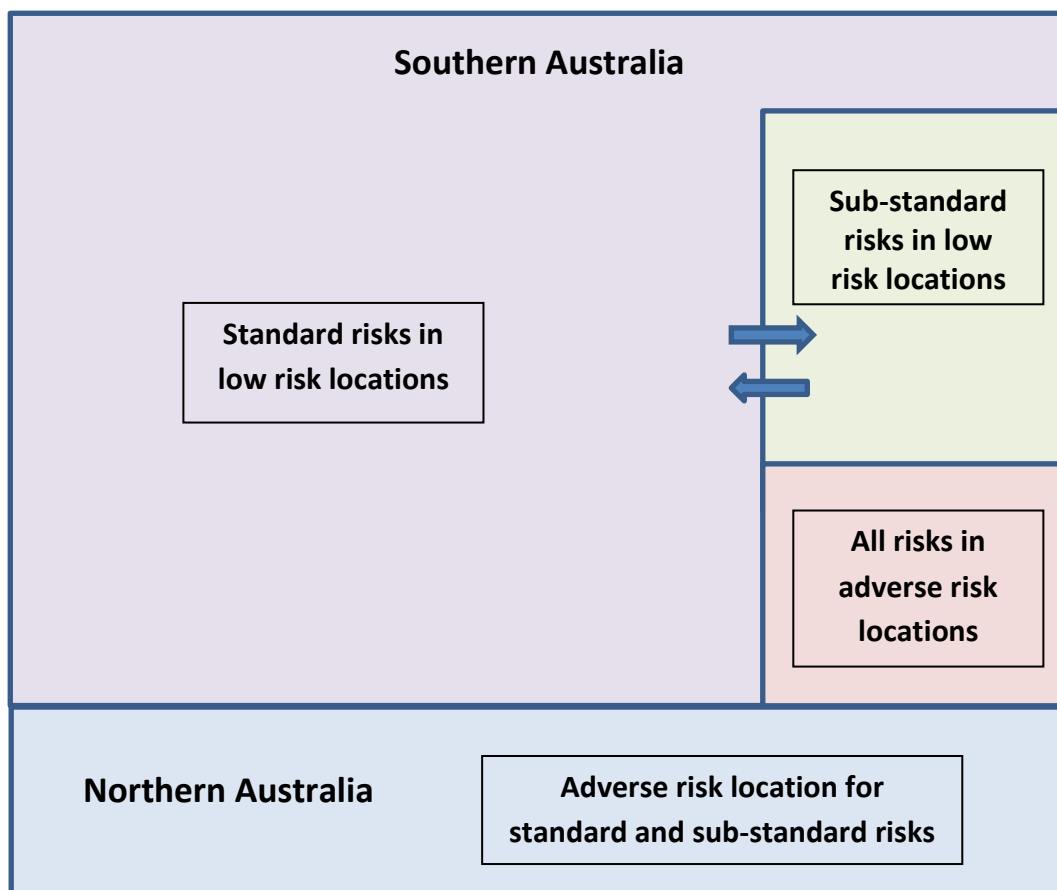 Southern Australia
Sub-standard
risks in low
risk locations
Standard risks in
low risk locations
All risks in
adverse risk
locations
Northern Australia
Adverse risk location for
standard and sub-standard risks